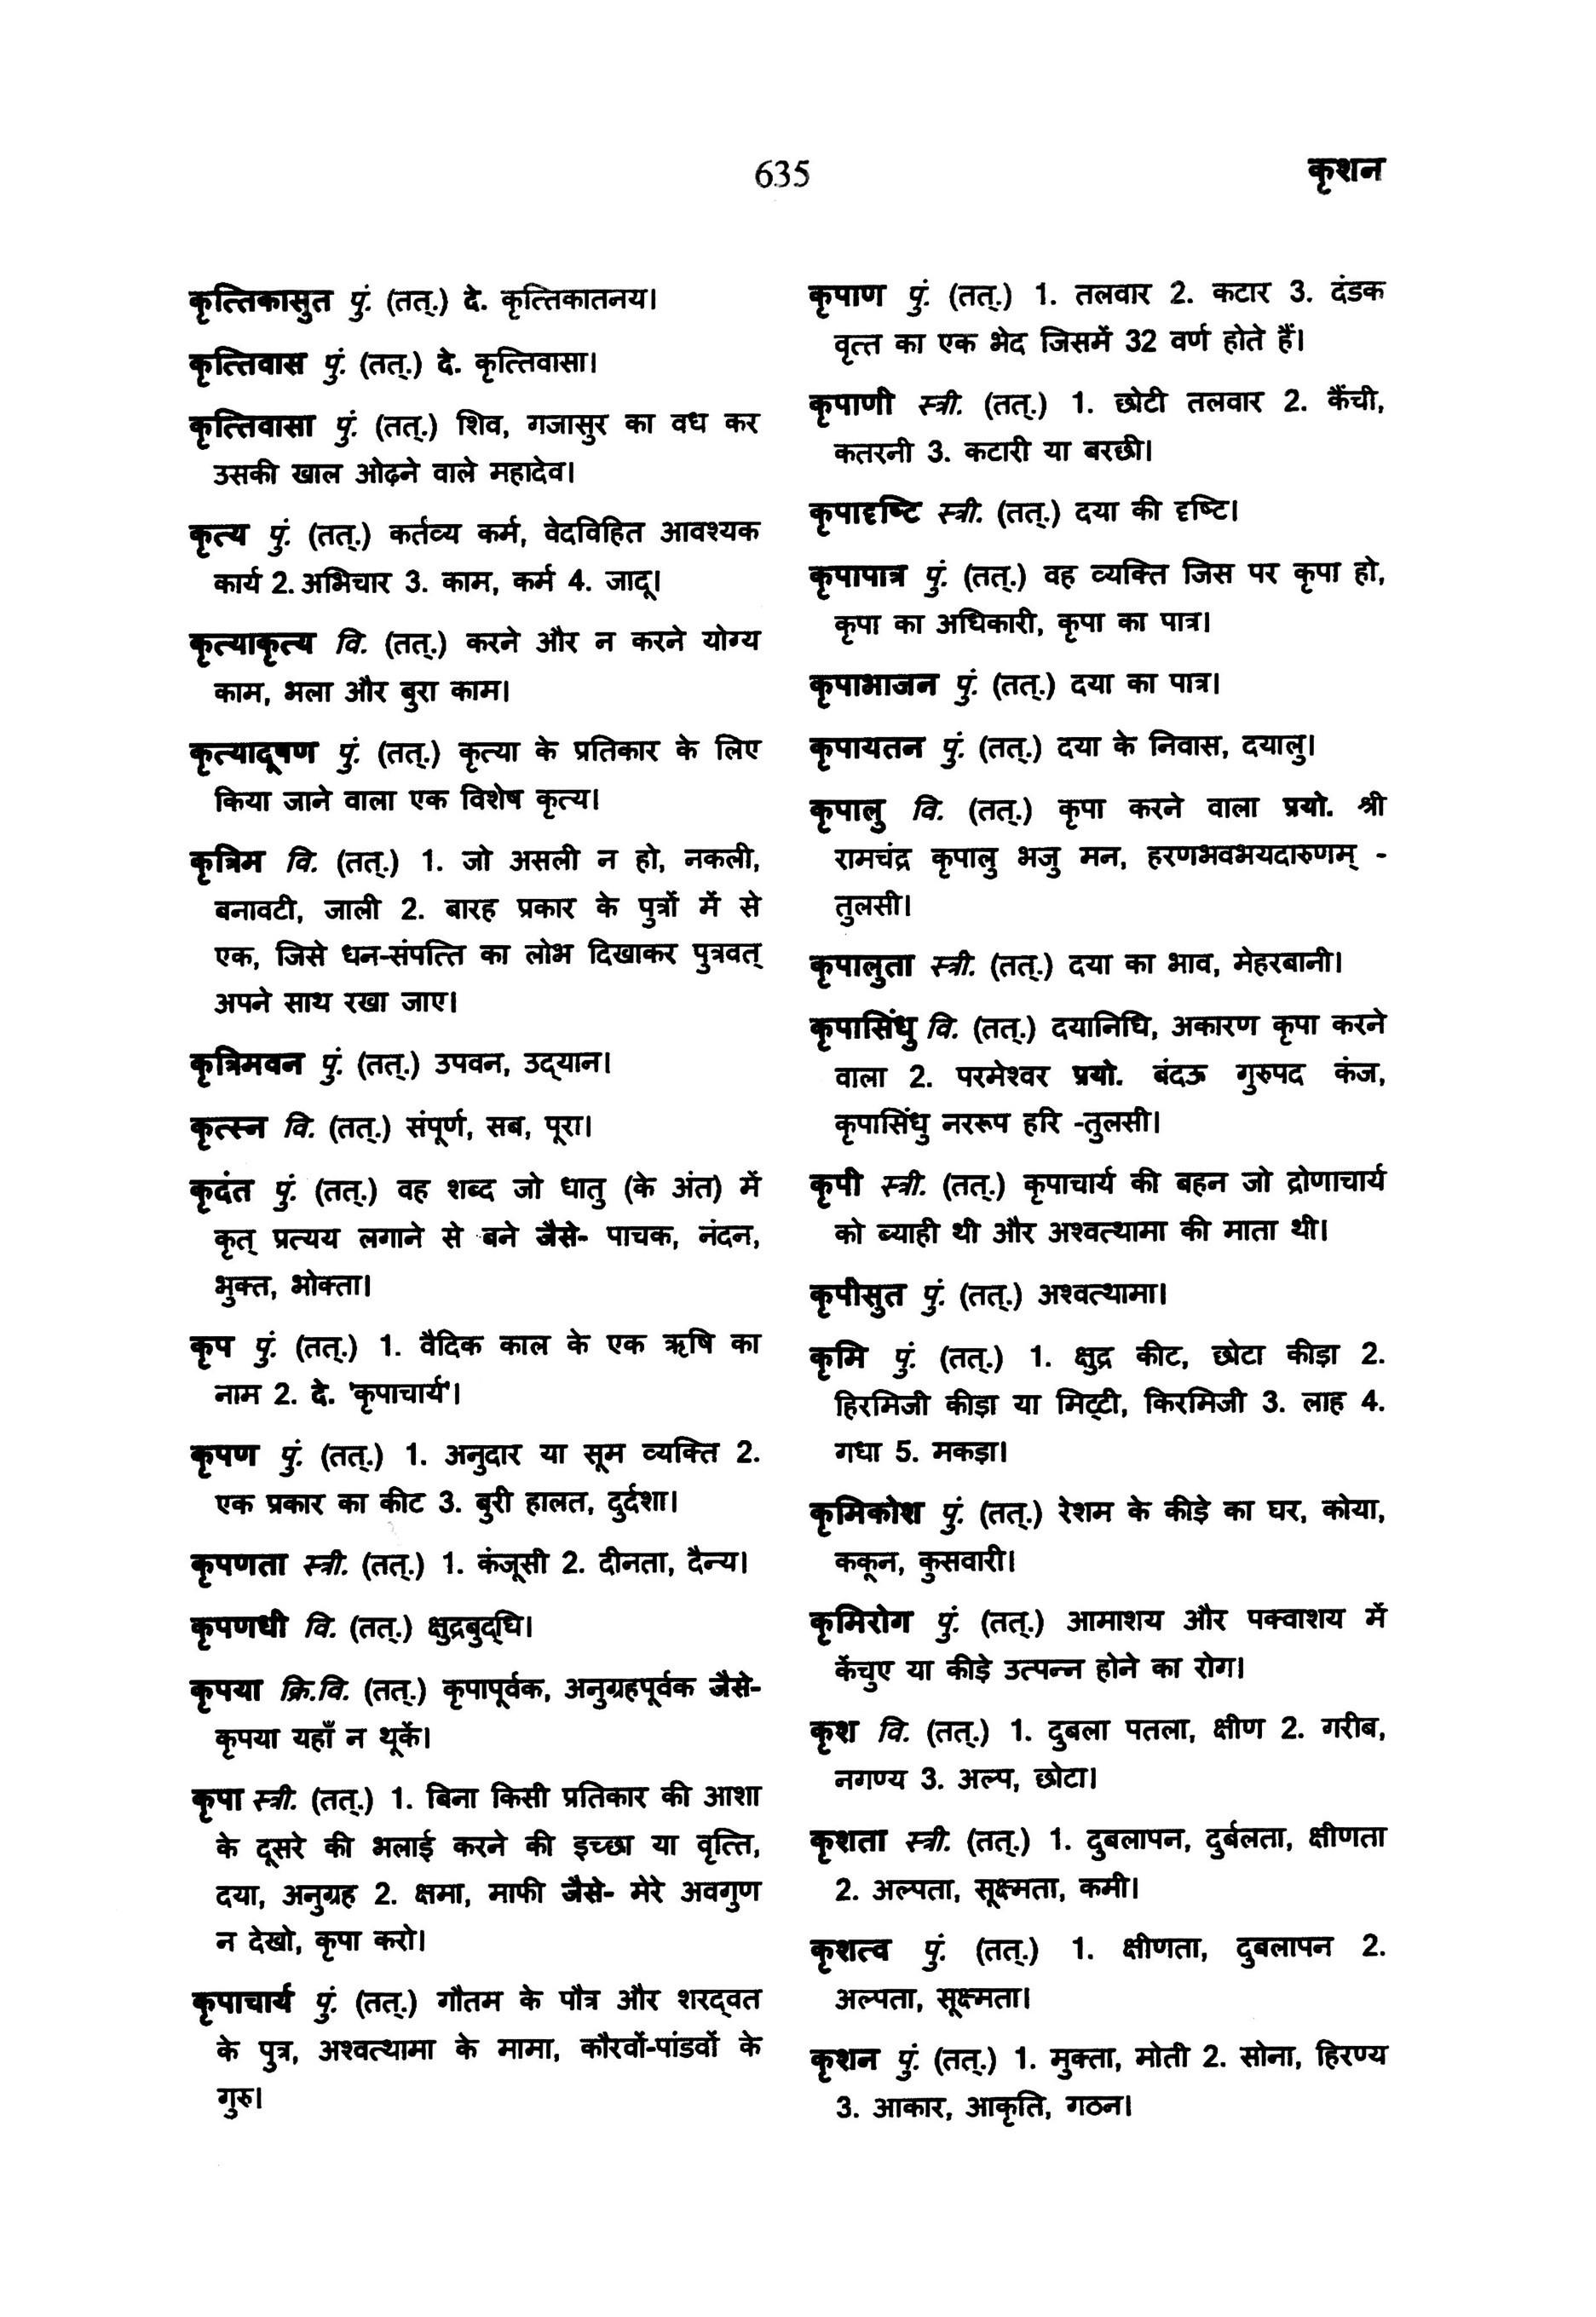 635
कृशन
कृत्तिकासुत पुं. (तत्.) दे. कृत्तिकातनय।
कृत्तिवास पुं. (तत्.) दे. कृत्तिवासा।
कृत्तिवासा पुं. (तत्.) शिव, गजासुर का वध कर
उसकी खाल ओढ़ने वाले महादेव।
कृत्य पुं. (तत्.) कर्तव्य कर्म, वेदविहित आवश्यक
कार्य 2. अभिचार 3. काम, कर्म 4. जादू।
कृत्याकृत्य वि. (तत्.) करने और न करने योग्य
काम, भला और बुरा काम।
कृत्यादूषण पुं. (तत्.) कृत्या के प्रतिकार के लिए
किया जाने वाला एक विशेष कृत्य।
कृत्रिम वि. (तत्.) 1. जो असली न हो, नकली,
बनावटी, जाली 2. बारह प्रकार के पुत्रों में से
एक, जिसे धन-संपत्ति का लोभ दिखाकर पुत्रवत्
अपने साथ रखा जाए।
कृत्रिमवन पुं. (तत्.) उपवन, उद्‌यान।
कृत्स्न वि. (तत्.) संपूर्ण, सब, पूरा।
कृदंत पुं. (तत्.) वह शब्द जो धातु (के अंत) में
कृत् प्रत्यय लगाने से बने जैसे- पाचक, नंदन,
भुक्त, भोक्ता।
कृप पुं. (तत्.) 1. वैदिक काल के एक ऋषि का
नाम 2. दे. 'कृपाचार्य'।
कृपण पुं. (तत्.) 1. अनुदार या सूम व्यक्ति 2.
एक प्रकार का कीट 3. बुरी हालत, दुर्दशा।
कृपणता स्त्री. (तत्.) 1. कंजूसी 2. दीनता, दैन्य।
कृपणधी वि. (तत्.) क्षुद्रबुद्‌धि।
कृपया क्रि.वि. (तत्.) कृपापूर्वक, अनुग्रहपूर्वक जैसे-
कृपया यहाँ न थूकें।
कृपा स्त्री. (तत्.) 1. बिना किसी प्रतिकार की आशा
के दूसरे की भलाई करने की इच्छा या वृत्ति,
दया, अनुग्रह 2. क्षमा, माफी जैसे- मेरे अवगुण
न देखो, कृपा करो।
कृपाचार्य पुं. (तत्.) गौतम के पौत्र और शरद्‌वत
के पुत्र, अश्वत्थामा के मामा, कौरवों-पांडवों के
गुरु।
कृपाण पुं. (तत्.) 1. तलवार 2. कटार 3. दंडक
वृत्त का एक भेद जिसमें 32 वर्ण होते हैं।
कृपाणी स्त्री. (तत्.) 1. छोटी तलवार 2. कैंची,
कतरनी 3. कटारी या बरछी।
कृपादृष्टि स्त्री. (तत्.) दया की दृष्टि।
कृपापात्र पुं. (तत्.) वह व्यक्ति जिस पर कृपा हो,
कृपा का अधिकारी, कृपा का पात्र।
कृपाभाजन पुं. (तत्.) दया का पात्र।
कृपायतन पुं. (तत्.) दया के निवास, दयालु।
कृपालु वि. (तत्.) कृपा करने वाला प्रयो. श्री
रामचंद्र कृपालु भजु मन, हरणभवभयदारुणम् -
तुलसी।
कृपालुता स्त्री. (तत्.) दया का भाव, मेहरबानी।
कृपासिंधु वि. (तत्.) दयानिधि, अकारण कृपा करने
वाला 2. परमेश्वर प्रयो. बंदऊ गुरुपद कंज,
कृपासिंधु नररूप हरि -तुलसी।
कृपी स्त्री. (तत्.) कृपाचार्य की बहन जो द्रोणाचार्य
को ब्याही थी और अश्वत्थामा की माता थी।
कृपीसुत पुं. (तत्.) अश्वत्थामा।
कृमि पुं. (तत्.) 1. क्षुद्र कीट, छोटा कीड़ा 2.
हिरमिजी कीड़ा या मिट्‌टी, किरमिजी 3. लाह 4.
गधा 5. मकड़ा।
कृमिकोश पुं. (तत्.) रेशम के कीड़े का घर, कोया,
ककून, कुसवारी।
कृमिरोग पुं. (तत्.) आमाशय और पक्वाशय में
केंचुए या कीड़े उत्पन्न होने का रोग।
कृश वि. (तत्.) 1. दुबला पतला, क्षीण 2. गरीब,
नगण्य 3. अल्प, छोटा।
कृशता स्त्री. (तत्.) 1. दुबलापन, दुर्बलता, क्षीणता
2. अल्पता, सूक्ष्मता, कमी।
कृशत्व पुं. (तत्.) 1. क्षीणता, दुबलापन 2.
अल्पता, सूक्ष्मता।
कृशन पुं. (तत्.) 1. मुक्ता, मोती 2. सोना, हिरण्य
3. आकार, आकृति, गठन।